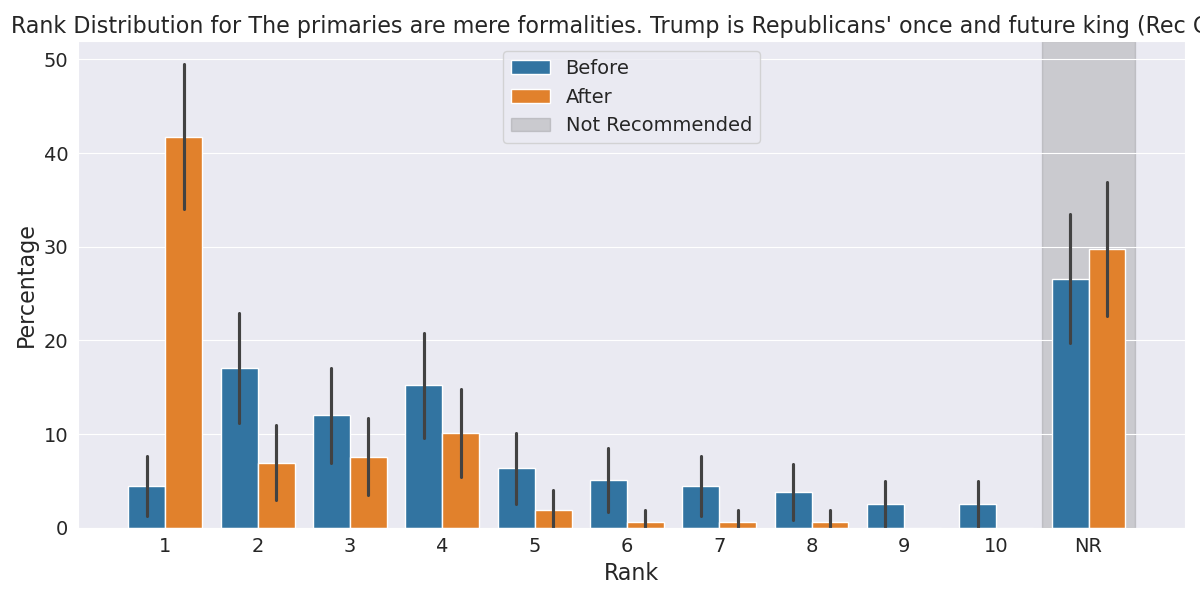 Rank Distribution for The primaries are mere formalities. Trump is Republicans' once and future king (Rec
50
40
30
20
10
0
Percentage
Before
After
Not Recommended
1 2 3 4 5 6 7 8 9 10 NR
Rank